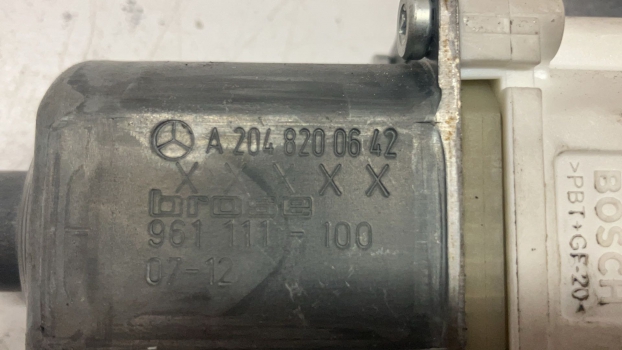 A 204 820 06 42
X X X X X
brose
961 111 - 100
07-12
BOSCH
>PBT+GF-20<